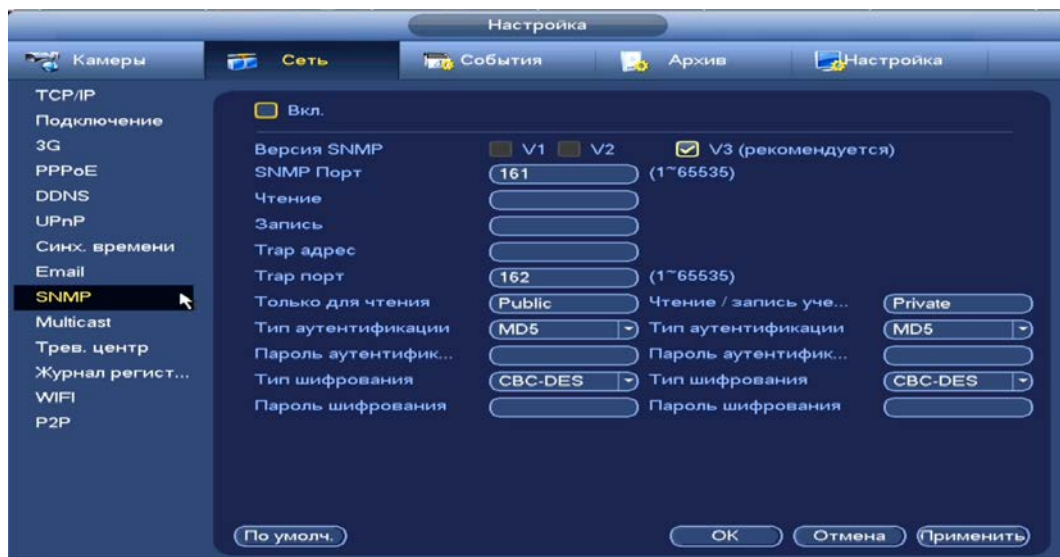 Настройка
Камеры Сеть События Архив Настройка
TCP/IP
Подключение
3G
PPPoE
DDNS
UPnP
Синх. времени
Email
SNMP
Multicast
Трев. центр
Журнал регист...
WIFI
P2P
Вкл.
Версия SNMP V1 V2 V3 (рекомендуется)
SNMP Порт 161 (1~65535)
Чтение
Запись
Trap адрес
Trap порт 162 (1~65535)
Только для чтения Public Чтение / запись уче... Private
Тип аутентификации MD5 Тип аутентификации MD5
Пароль аутентифик... Пароль аутентифик...
Тип шифрования CBC-DES Тип шифрования CBC-DES
Пароль шифрования Пароль шифрования
По умолч. OK Отмена Применить